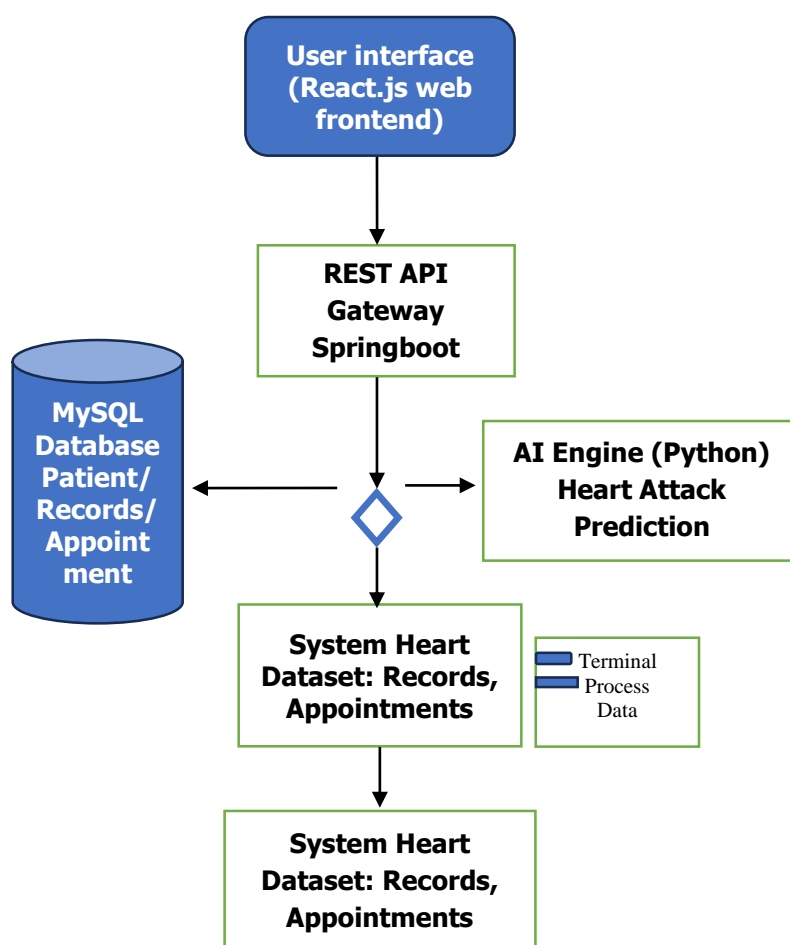 User interface
(React.js web
frontend)
REST API
Gateway
Springboot
MySQL
Database
Patient/
Records/
Appoint
ment
AI Engine (Python)
Heart Attack
Prediction
System Heart
Dataset: Records,
Appointments
Terminal
Process
Data
System Heart
Dataset: Records,
Appointments